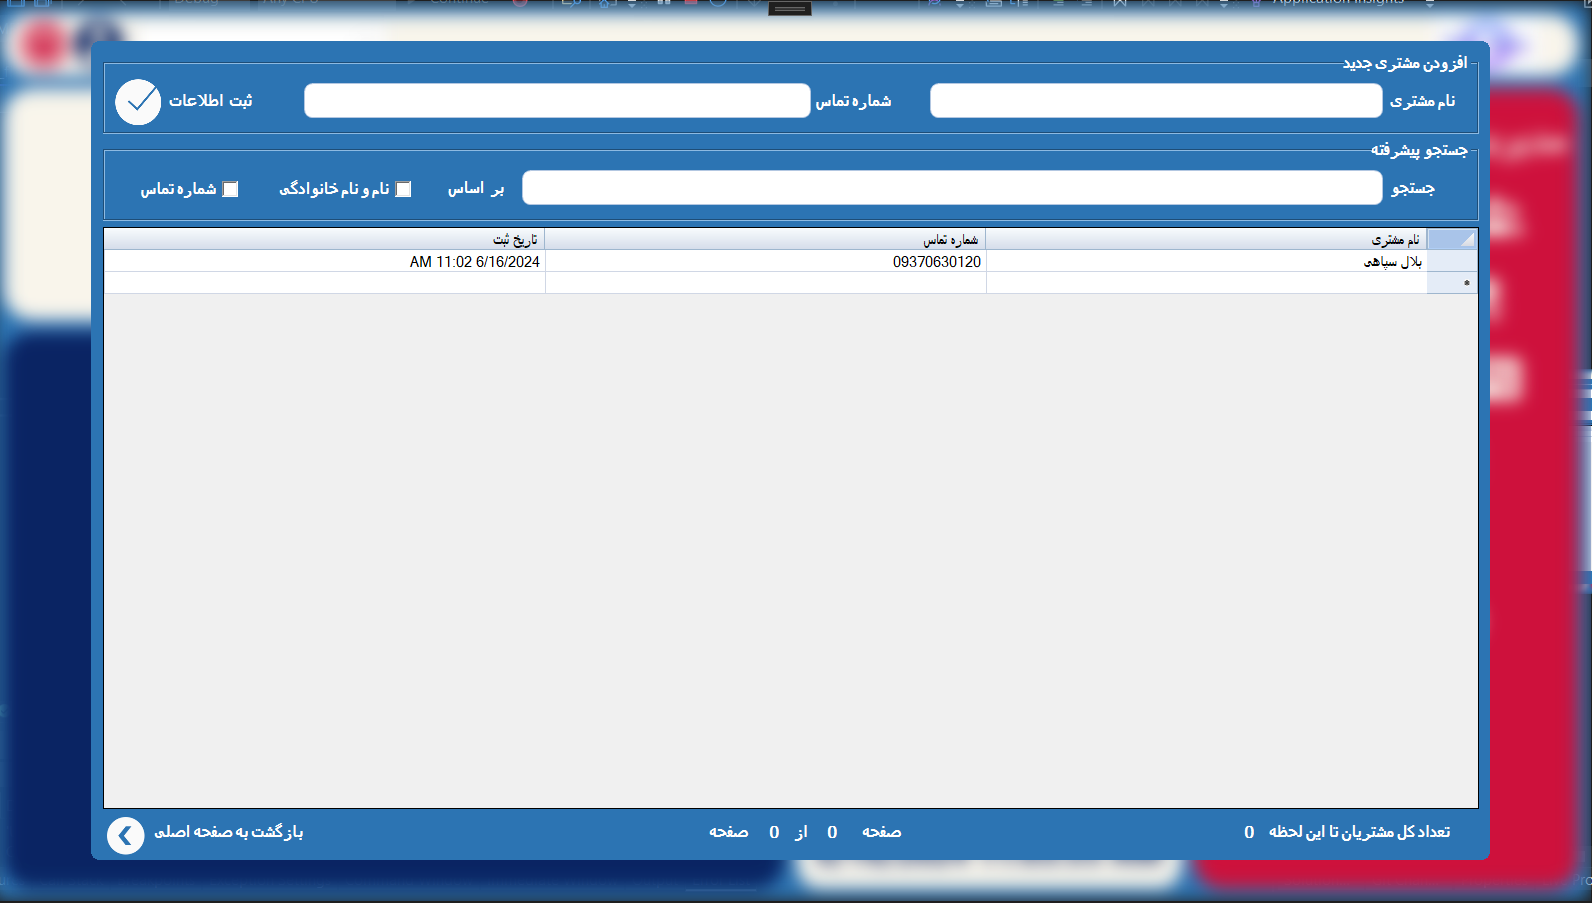 افزودن مشتری جدید
نام مشتری
شماره تماس
ثبت اطلاعات
جستجو پیشرفته
جستجو
بر اساس
نام و نام خانوادگی
شماره تماس
نام مشتری	شماره تماس	تاریخ ثبت
بلال سپاهی	09370630120	6/16/2024 11:02 AM
*
تعداد کل مشتریان تا این لحظه 0
صفحه 0 از 0 صفحه
بازگشت به صفحه اصلی